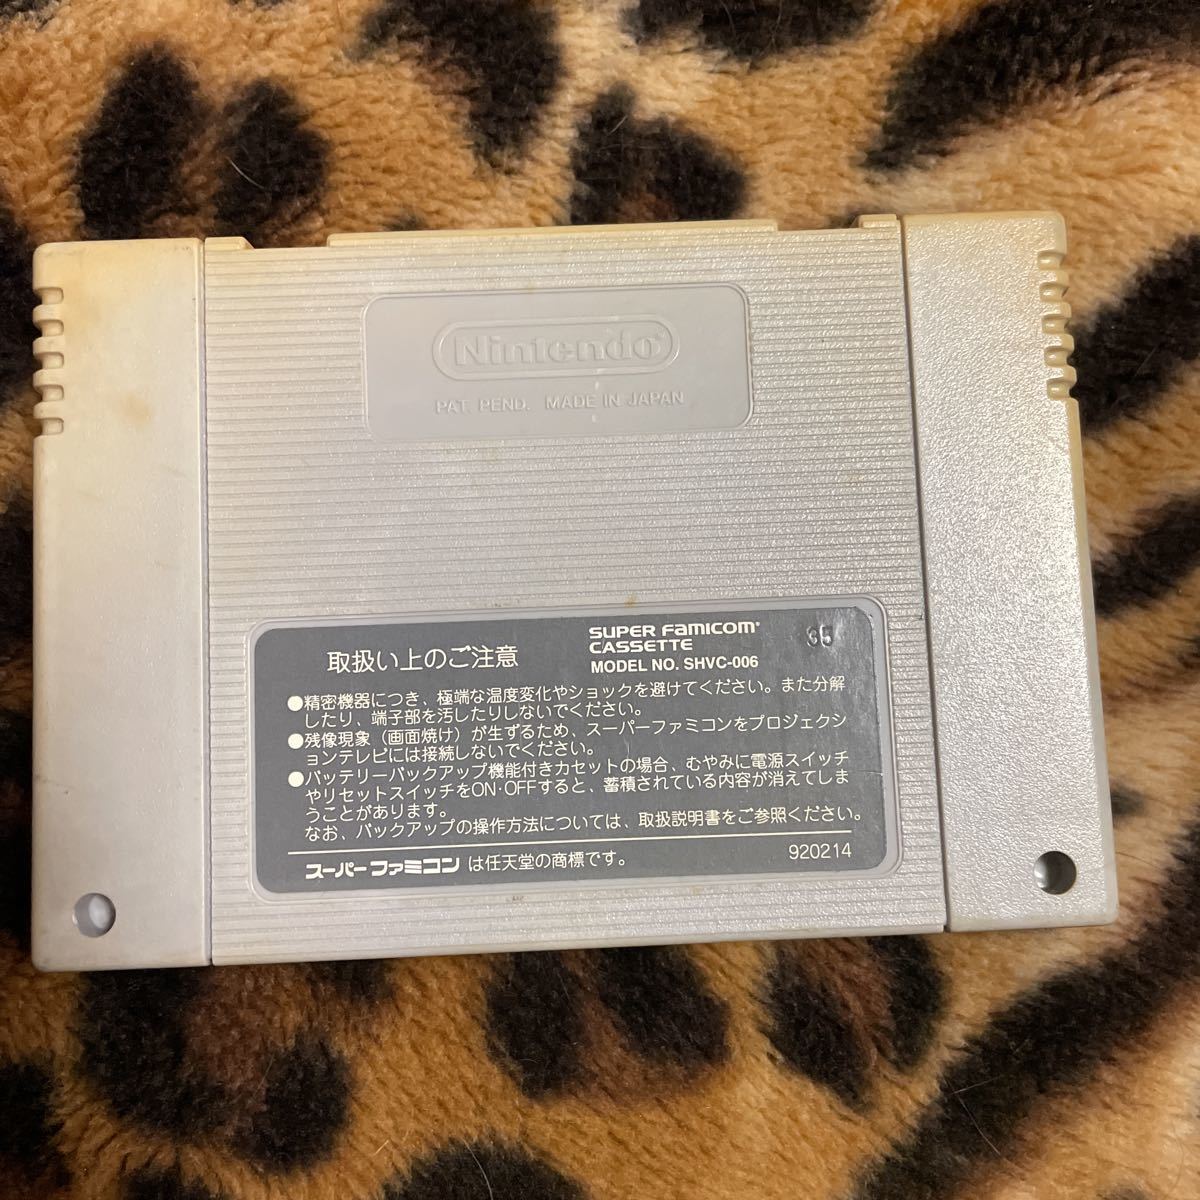 Nintendo
PAT. PEND. MADE IN JAPAN
取扱い上のご注意
SUPER Famicom
CASSETTE
MODEL NO. SHVC-006
35
●精密機器につき、極端な温度変化やショックを避けてください。また分解
したり、端子部を汚したりしないでください。
●残像現象(画面焼け)が生ずるため、スーパーファミコンをプロジェクシ
ョンテレビには接続しないでください。
●バッテリーバックアップ機能付きカセットの場合、むやみに電源スイッチ
やリセットスイッチをON・OFFすると、蓄積されている内容が消えてしま
うことがあります。
なお、バックアップの操作方法については、取扱説明書をご参照ください。
スーパーファミコン は任天堂の商標です。
920214